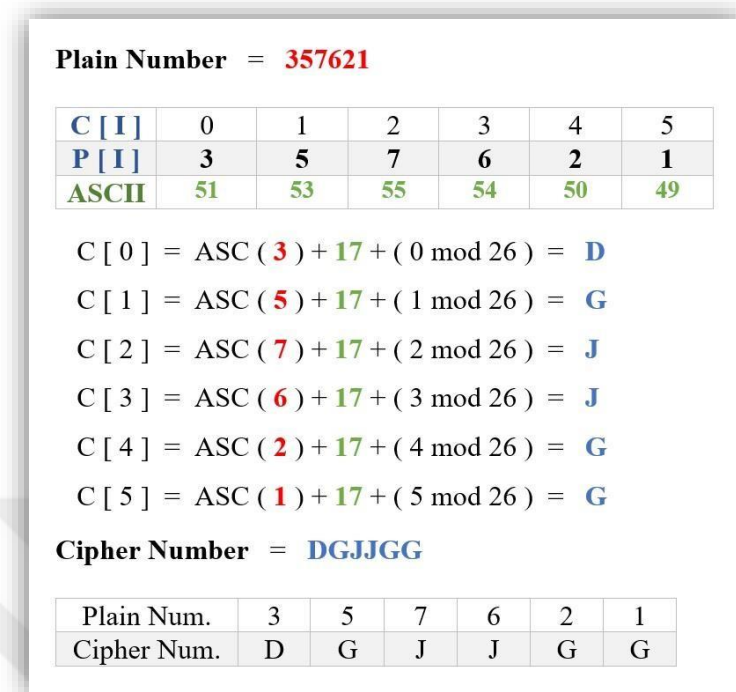 Plain Number = 357621
C [ I ] 0 1 2 3 4 5
P [ I ] 3 5 7 6 2 1
ASCII 51 53 55 54 50 49
C [ 0 ] = ASC ( 3 ) + 17 + ( 0 mod 26 ) = D
C [ 1 ] = ASC ( 5 ) + 17 + ( 1 mod 26 ) = G
C [ 2 ] = ASC ( 7 ) + 17 + ( 2 mod 26 ) = J
C [ 3 ] = ASC ( 6 ) + 17 + ( 3 mod 26 ) = J
C [ 4 ] = ASC ( 2 ) + 17 + ( 4 mod 26 ) = G
C [ 5 ] = ASC ( 1 ) + 17 + ( 5 mod 26 ) = G
Cipher Number = DGJJGG
Plain Num. 3 5 7 6 2 1
Cipher Num. D G J J G G